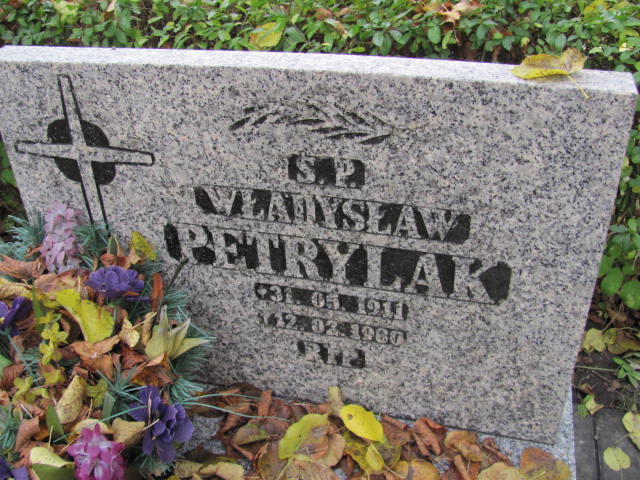 Ś.P.
WŁADYSŁAW
PETRYLAK
*31.05.1911
†12.02.1980
R.I.P.